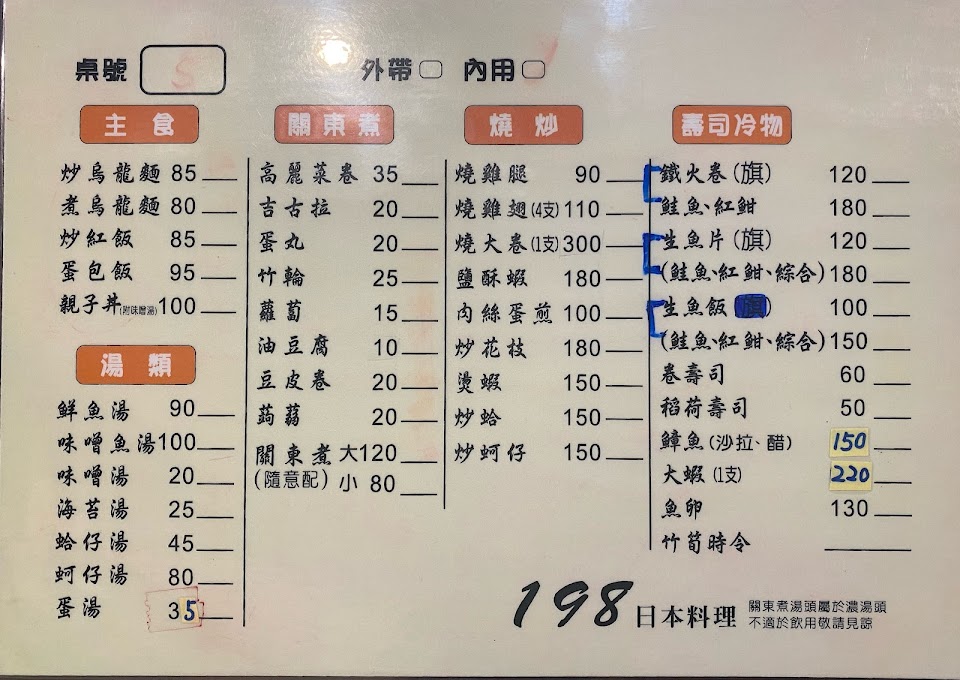 桌號 5
外帶 內用
主食
炒烏龍麵 85
煮烏龍麵 80
炒紅飯 85
蛋包飯 95
親子丼(附味噌湯) 100
湯類
鮮魚湯 90
味噌魚湯 100
味噌湯 20
海苔湯 25
蛤仔湯 45
蚵仔湯 80
蛋湯 35
關東煮
高麗菜卷 35
吉古拉 20
蛋丸 20
竹輪 25
蘿蔔 15
油豆腐 10
豆皮卷 20
蒟蒻 20
關東煮 大 120
(隨意配) 小 80
燒炒
燒雞腿 90
燒雞翅(4支) 110
燒大卷(1支) 300
鹽酥蝦 180
肉絲蛋煎 100
炒花枝 180
燙蝦 150
炒蛤 150
炒蚵仔 150
壽司冷物
鐵火卷(旗) 120
鮭魚、紅魽 180
生魚片(旗) 120
(鮭魚、紅魽、綜合) 180
生魚飯(旗) 100
(鮭魚、紅魽、綜合) 150
卷壽司 60
稻荷壽司 50
鱆魚(沙拉、醋) 150
大蝦(1支) 220
魚卵 130
竹筍時令
198 日本料理
關東煮湯頭屬於濃湯頭
不適於飲用敬請見諒